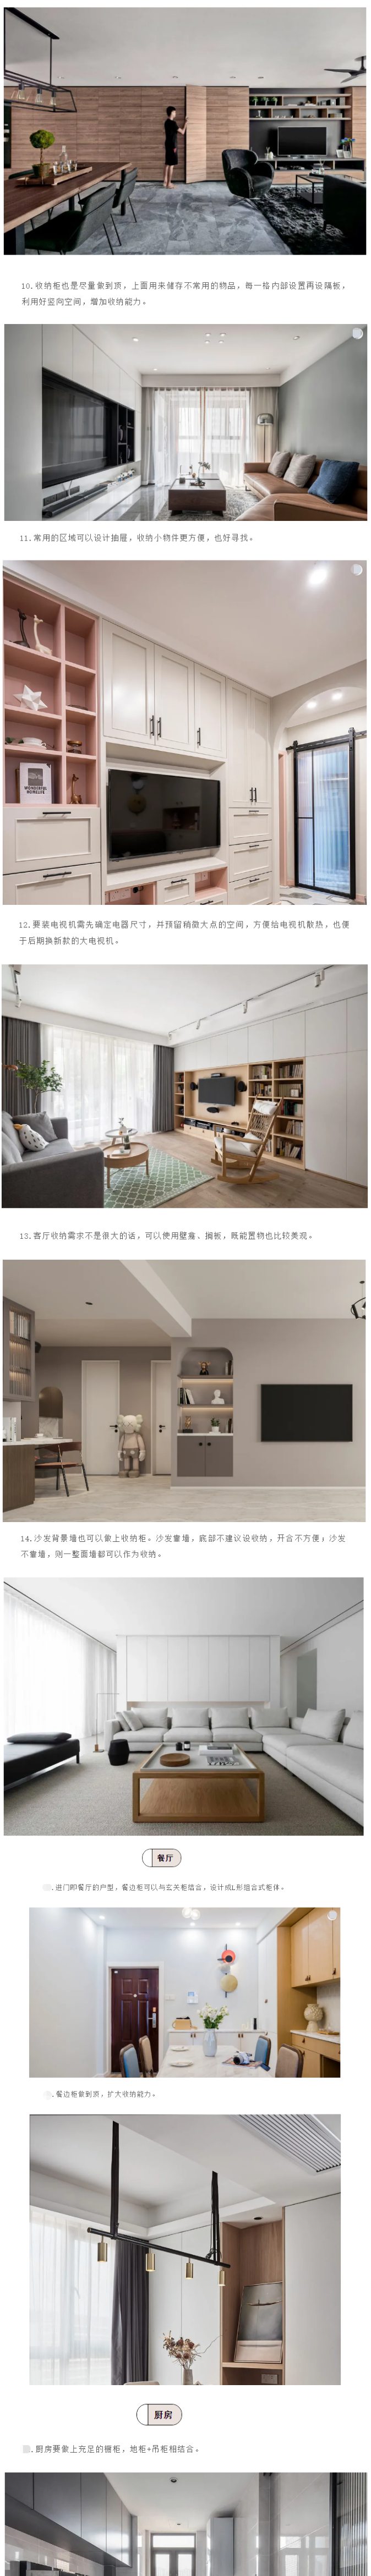 10.收纳柜也是尽量做到顶，上面用来储存不常用的物品，每一格内部设置再设隔板，
利用好竖向空间，增加收纳能力。
11.常用的区域可以设计抽屉，收纳小物件更方便，也好寻找。
WONDERFUL
HOMELIFE
12.要装电视机需先确定电器尺寸，并预留稍微大点的空间，方便给电视机散热，也便
于后期换新款的大电视机。
13.客厅收纳需求不是很大的话，可以使用壁龛、搁板，既能置物也比较美观。
14.沙发背景墙也可以做上收纳柜。沙发靠墙，底部不建议设收纳，开合不方便；沙发
不靠墙，则一整面墙都可以作为收纳。
餐厅
.进门即餐厅的户型，餐边柜可以与玄关柜结合，设计成L形组合式柜体。
.餐边柜做到顶，扩大收纳能力。
厨房
.厨房要做上充足的橱柜，地柜+吊柜相结合。